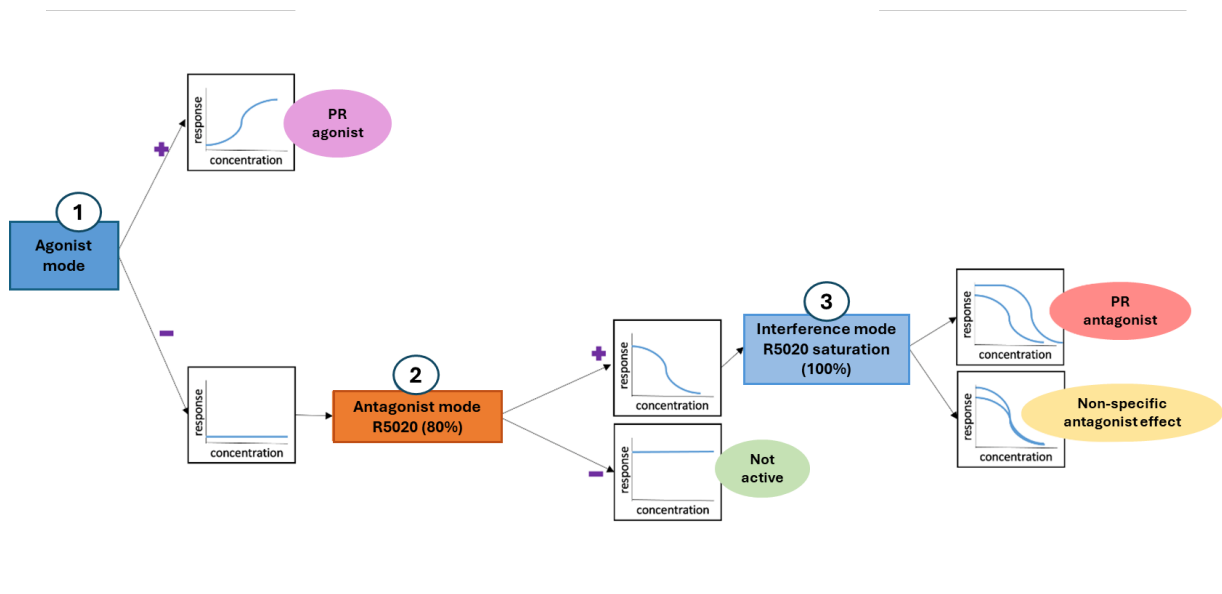 response
concentration
PR
agonist
+
1
Agonist
mode
-
response
concentration
2
Antagonist mode
R5020 (80%)
+
response
concentration
-
response
concentration
Not
active
3
Interference mode
R5020 saturation
(100%)
response
concentration
PR
antagonist
response
concentration
Non-specific
antagonist effect